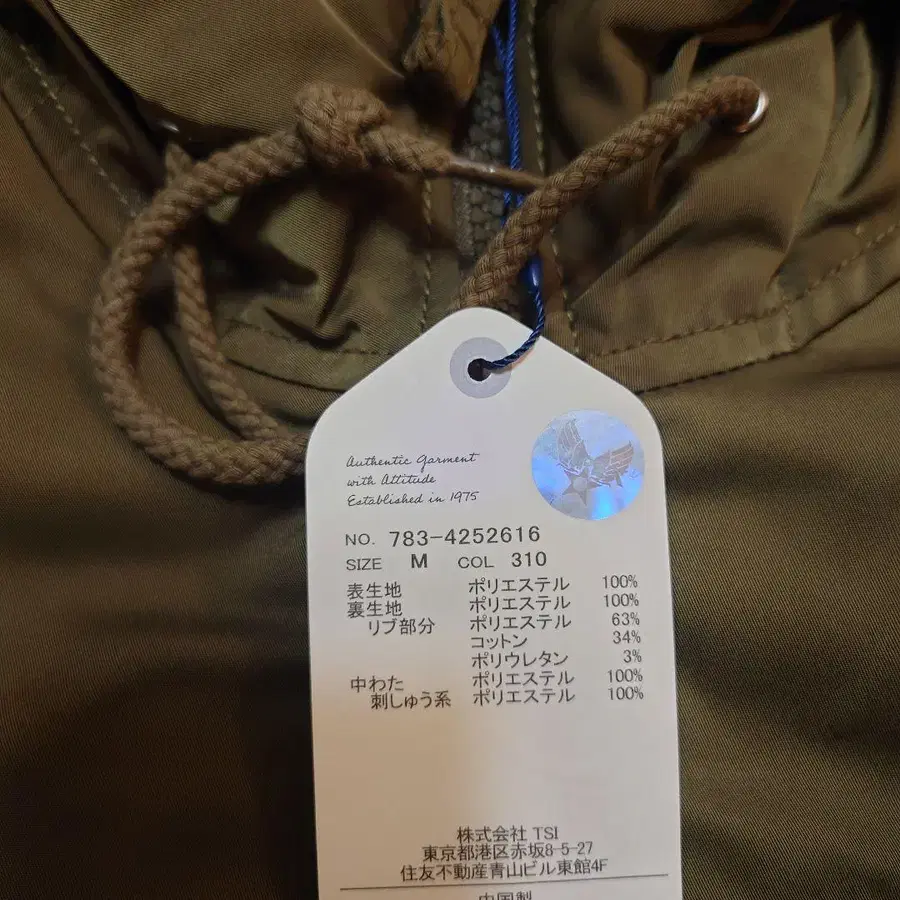 Authentic Garment
with Attitude
Established in 1975
NO. 783-4252616
SIZE M COL 310
表生地 ポリエステル 100%
裏生地 ポリエステル 100%
リブ部分 ポリエステル 63%
コットン 34%
ポリウレタン 3%
中わた ポリエステル 100%
刺しゅう系 ポリエステル 100%
株式会社 TSI
東京都港区赤坂8-5-27
住友不動産青山ビル東館4F
中国製